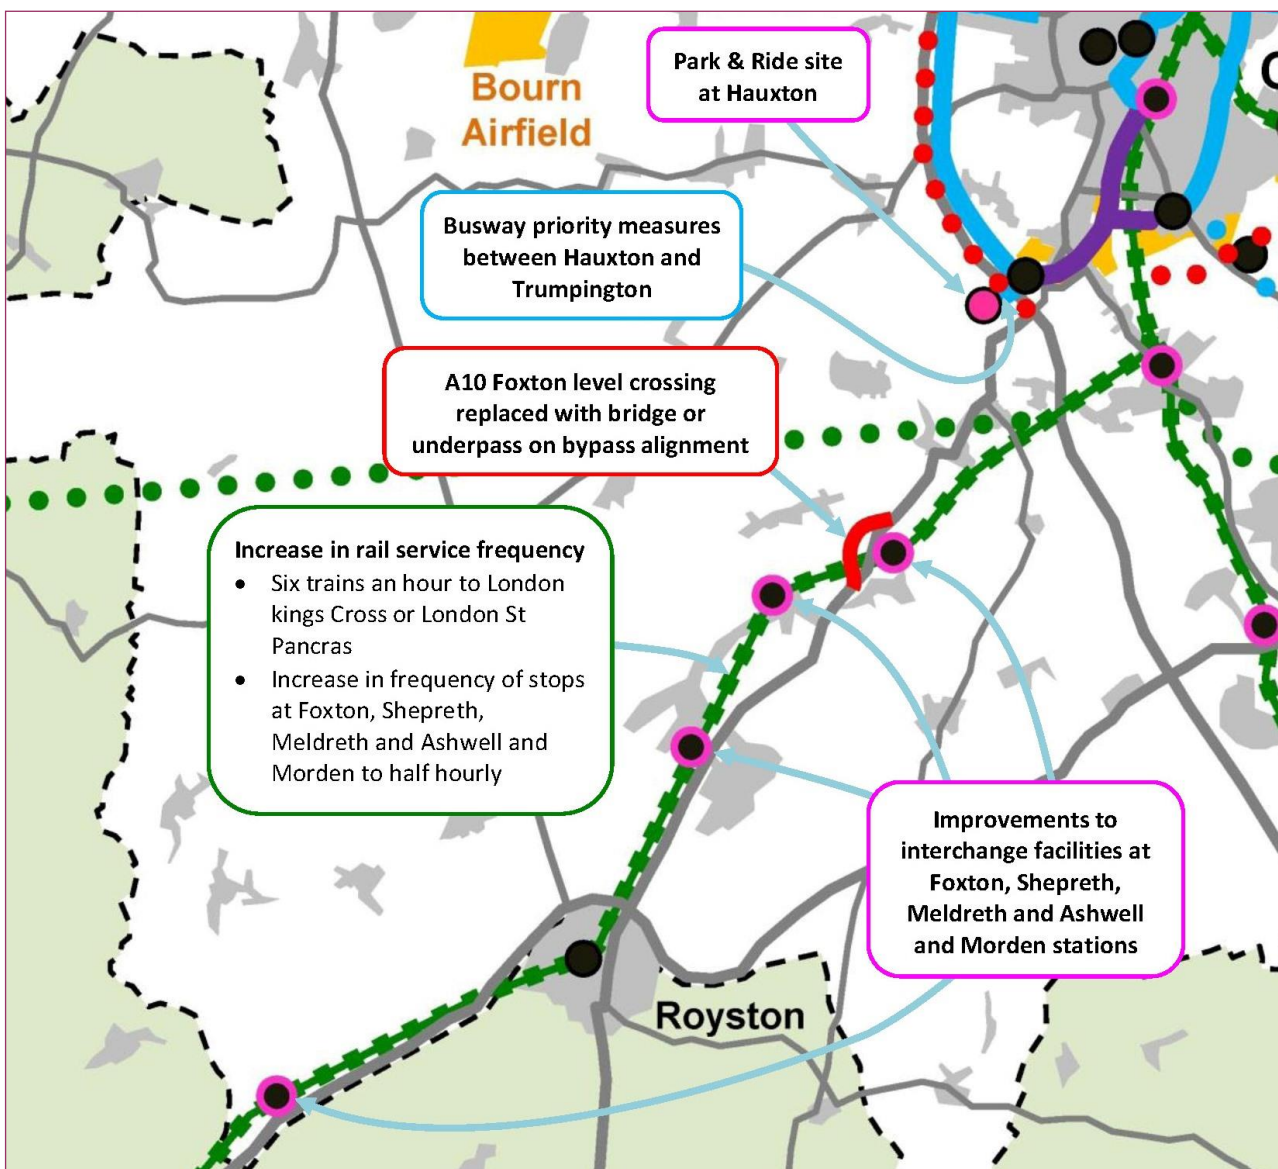 Park & Ride site
at Hauxton
Bourn
Airfield
C
Busway priority measures
between Hauxton and
Trumpington
A10 Foxton level crossing
replaced with bridge or
underpass on bypass alignment
Increase in rail service frequency
• Six trains an hour to London
kings Cross or London St
Pancras
• Increase in frequency of stops
at Foxton, Shepreth,
Meldreth and Ashwell and
Morden to half hourly
Improvements to
interchange facilities at
Foxton, Shepreth,
Meldreth and Ashwell
and Morden stations
Royston